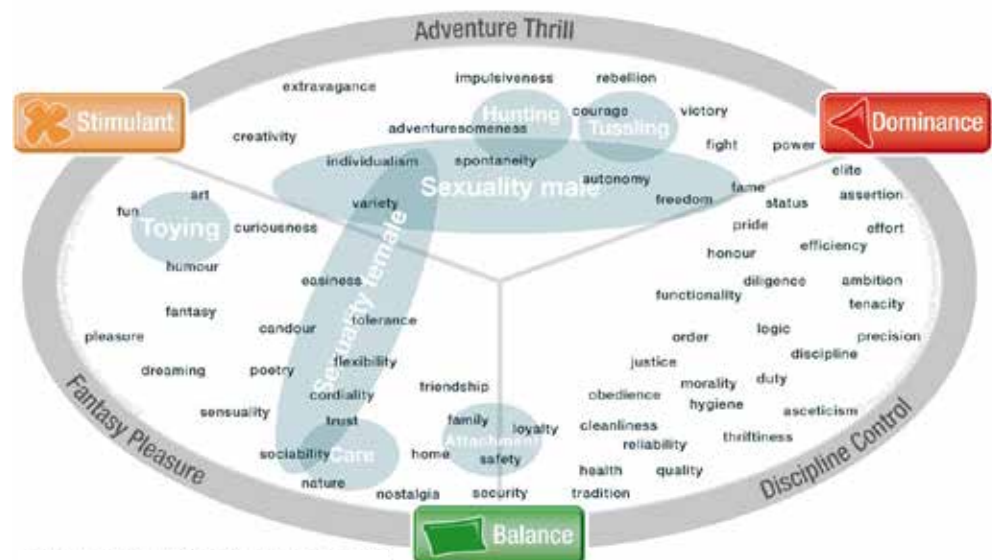 Adventure Thrill
impulsiveness
rebellion
extravagance
Hunting
courage
victory
Stimulant
Tussling
Dominance
creativity
adventuresomeness
fight
power
individualism
spontaneity
elite
Sexuality male
autonomy
art
fame
assertion
variety
freedom
status
fun
Toying
curiousness
pride
effort
efficiency
honour
humour
easiness
diligence
ambition
functionality
tenacity
fantasy
Sexuality female
tolerance
candour
logic
pleasure
order
precision
discipline
flexibility
justice
dreaming
poetry
duty
friendship
morality
cordiality
obedience
hygiene
sensuality
asceticism
trust
family
loyalty
cleanliness
thriftiness
Attachment
reliability
sociability
Care
home
safety
health
quality
nature
nostalgia
security
tradition
Fantasy Pleasure
Discipline Control
Balance